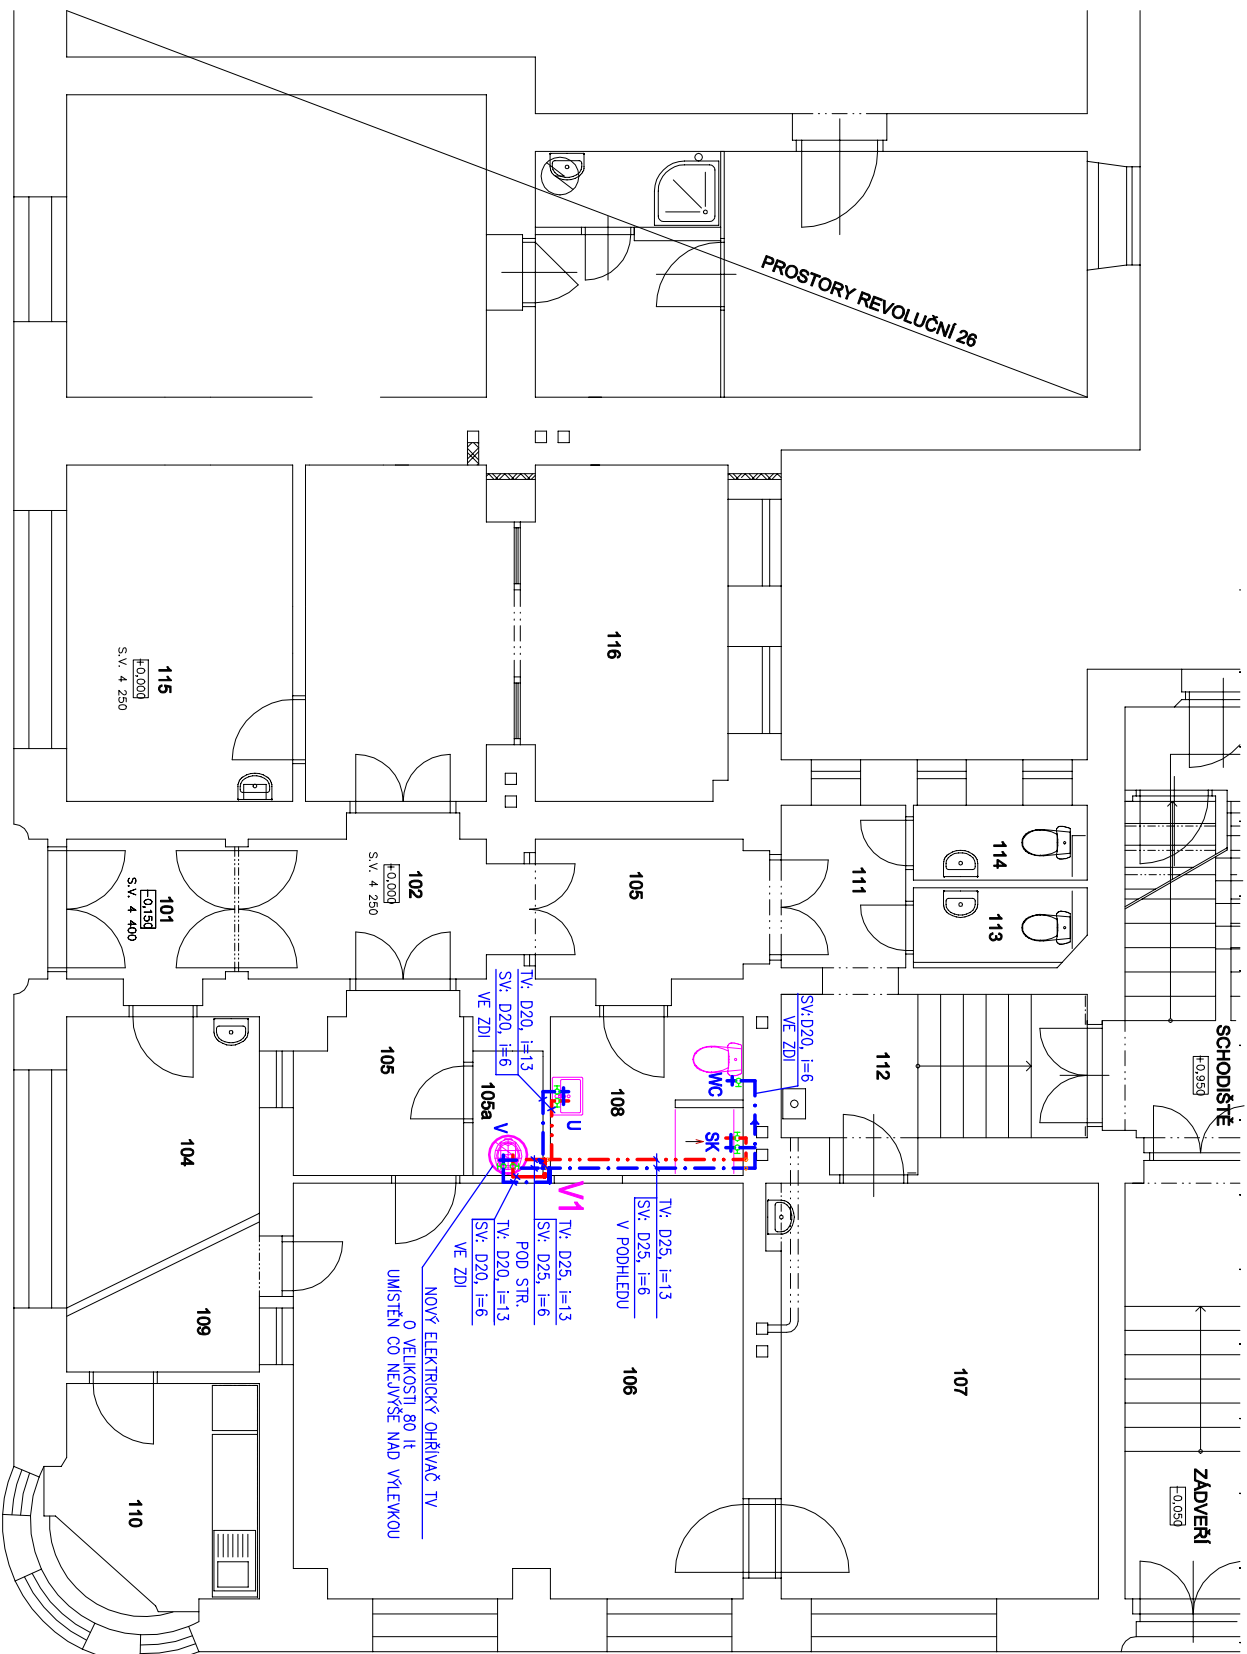 PROSTORY REVOLUČNÍ 26
116
115
+0,000
S.V. 4 250
114
113
111
105
102
+0,000
S.V. 4 250
101
-0,150
S.V. 4 400
SCHODIŠTĚ
+0,950
112
SV: D20, i=6
VE ZDI
TV: D20, i=13
SV: D20, i=6
VE ZDI
105
105a
108
WC
SK
U
V
V1
104
109
110
106
107
TV: D25, i=13
SV: D25, i=6
V PODHLEDU
TV: D25, i=13
SV: D25, i=6
POD STR.
TV: D20, i=13
SV: D20, i=6
VE ZDI
NOVÝ ELEKTRICKÝ OHŘÍVAČ TV
O VELIKOSTI 80 lt
UMÍSTĚN CO NEJVÝŠE NAD VÝLEVKOU
ZÁDVEŘÍ
-0,050